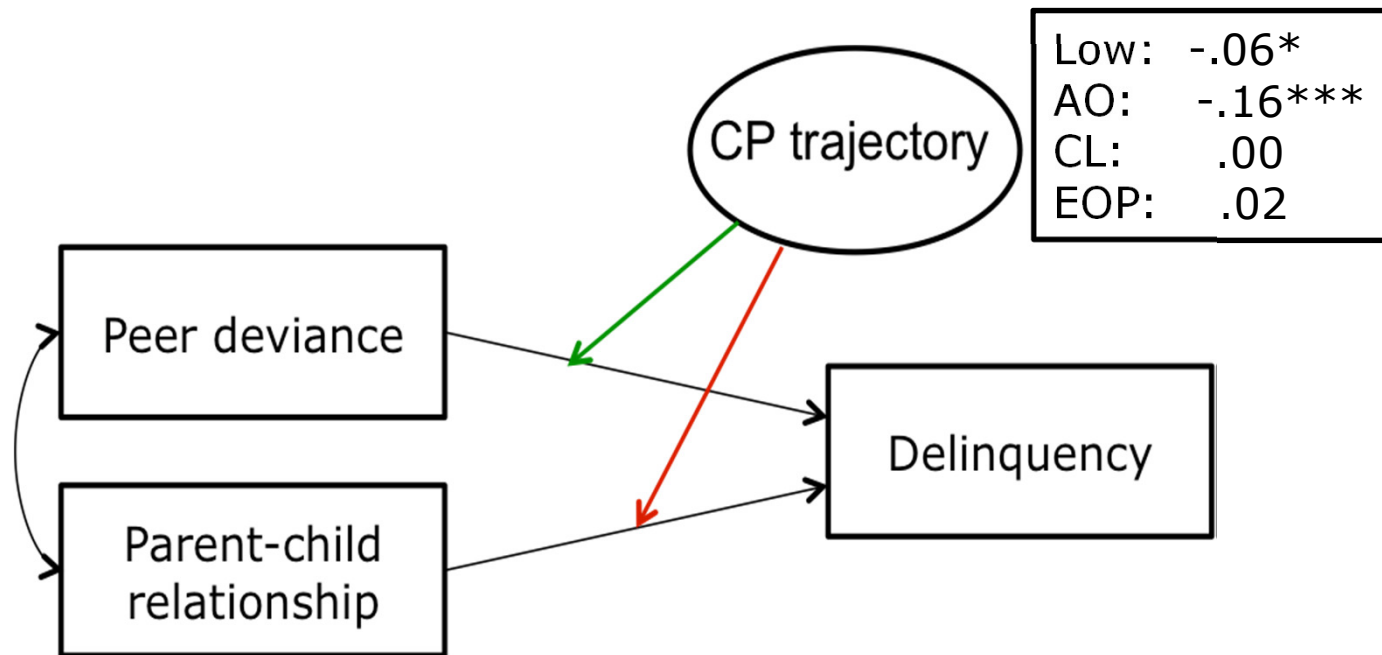 Low: -.06*
AO: -.16***
CL: .00
EOP: .02
CP trajectory
Peer deviance
Delinquency
Parent-child
relationship